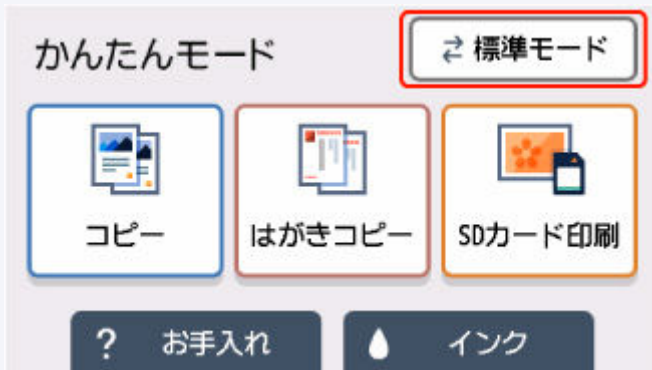 かんたんモード
標準モード
コピー
はがきコピー
SDカード印刷
? お手入れ
インク